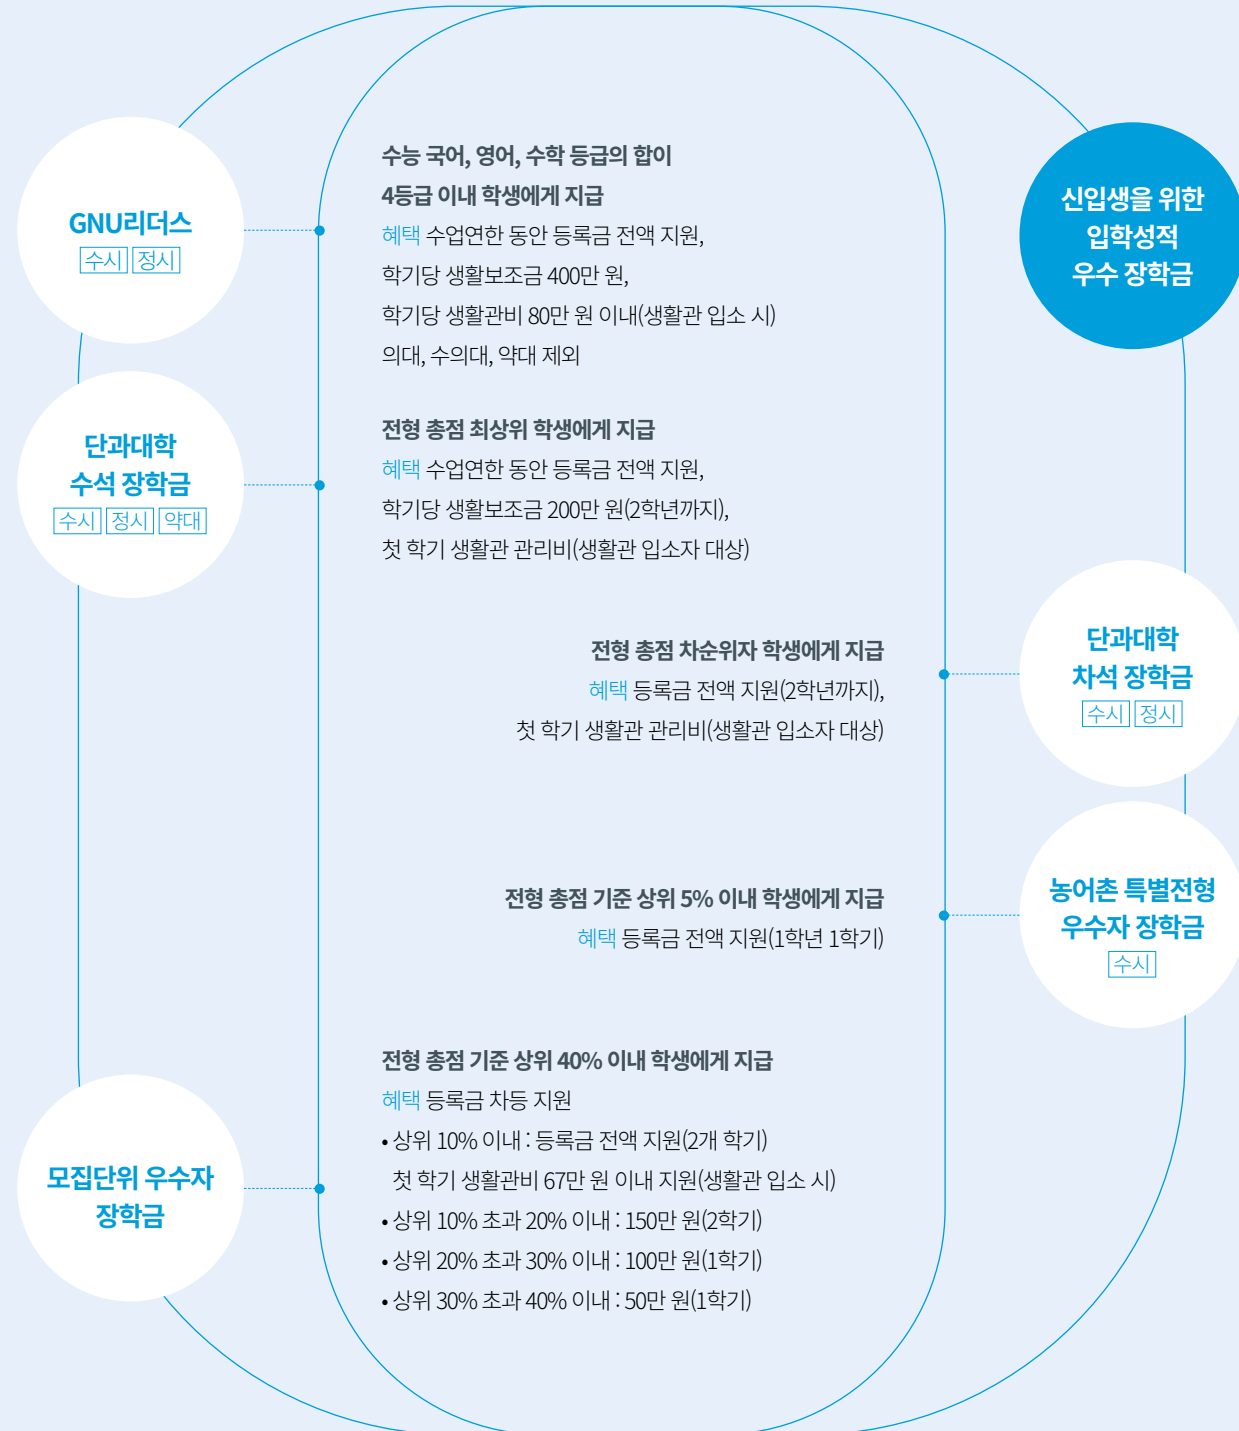 신입생을 위한
입학성적
우수 장학금
GNU리더스
수시 정시
수능 국어, 영어, 수학 등급의 합이
4등급 이내 학생에게 지급
혜택 수업연한 동안 등록금 전액 지원,
학기당 생활보조금 400만 원,
학기당 생활관비 80만 원 이내(생활관 입소 시)
의대, 수의대, 약대 제외
단과대학
수석 장학금
수시 정시 약대
전형 총점 최상위 학생에게 지급
혜택 수업연한 동안 등록금 전액 지원,
학기당 생활보조금 200만 원(2학년까지),
첫 학기 생활관 관리비(생활관 입소자 대상)
단과대학
차석 장학금
수시 정시
전형 총점 차순위자 학생에게 지급
혜택 등록금 전액 지원(2학년까지),
첫 학기 생활관 관리비(생활관 입소자 대상)
농어촌 특별전형
우수자 장학금
수시
전형 총점 기준 상위 5% 이내 학생에게 지급
혜택 등록금 전액 지원(1학년 1학기)
모집단위 우수자
장학금
전형 총점 기준 상위 40% 이내 학생에게 지급
혜택 등록금 차등 지원
• 상위 10% 이내 : 등록금 전액 지원(2개 학기)
첫 학기 생활관비 67만 원 이내 지원(생활관 입소 시)
• 상위 10% 초과 20% 이내 : 150만 원(2학기)
• 상위 20% 초과 30% 이내 : 100만 원(1학기)
• 상위 30% 초과 40% 이내 : 50만 원(1학기)